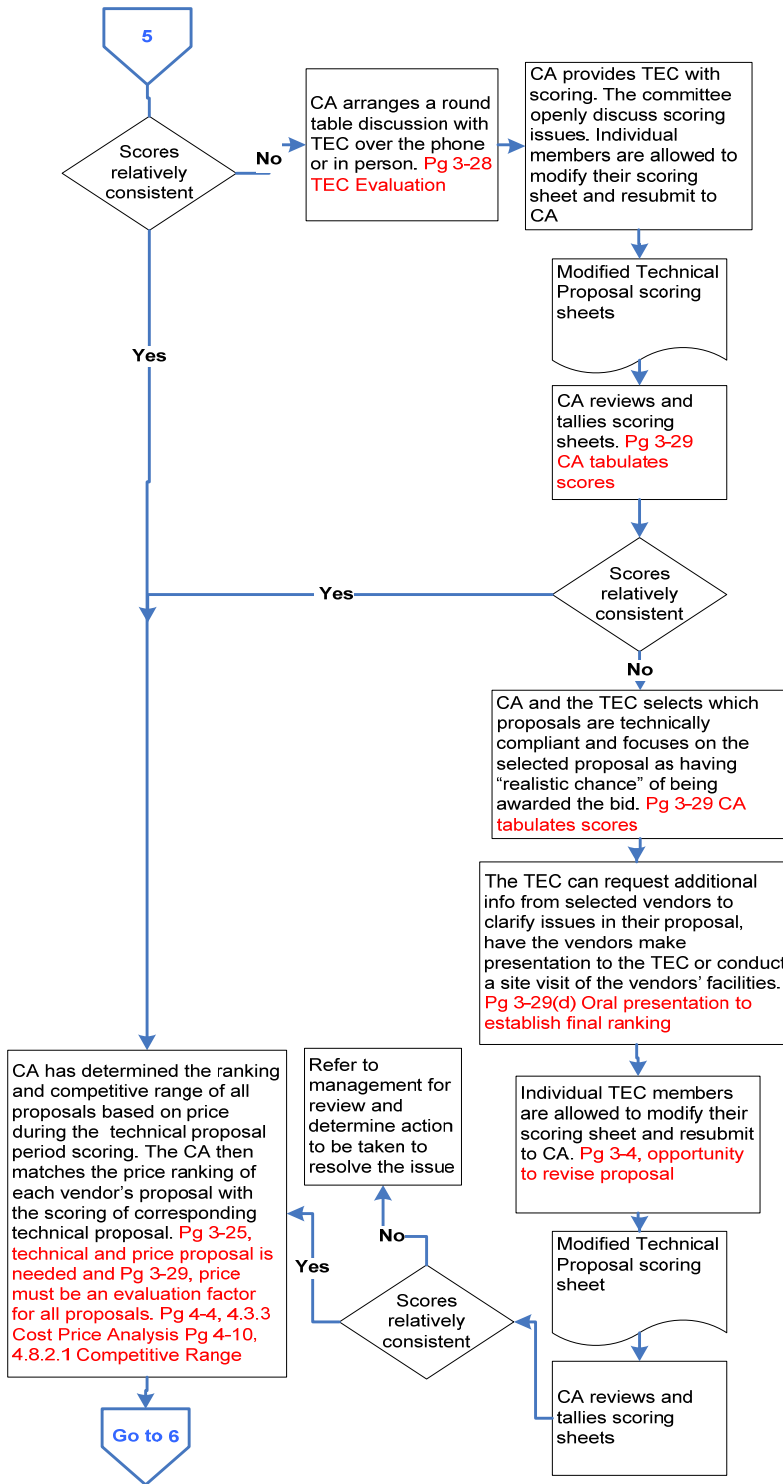 5
Scores
relatively
consistent
No
CA arranges a round
table discussion with
TEC over the phone
or in person. Pg 3-28
TEC Evaluation
CA provides TEC with
scoring. The committee
openly discuss scoring
issues. Individual
members are allowed to
modify their scoring
sheet and resubmit to
CA
Modified Technical
Proposal scoring
sheets
Yes
CA reviews and
tallies scoring
sheets. Pg 3-29
CA tabulates
scores
Scores
relatively
consistent
Yes
No
CA and the TEC selects which
proposals are technically
compliant and focuses on the
selected proposal as having
“realistic chance” of being
awarded the bid. Pg 3-29 CA
tabulates scores
The TEC can request additional
info from selected vendors to
clarify issues in their proposal,
have the vendors make
presentation to the TEC or conduct
a site visit of the vendors’ facilities.
Pg 3-29(d) Oral presentation to
establish final ranking
Individual TEC members
are allowed to modify their
scoring sheet and resubmit
to CA. Pg 3-4, opportunity
to revise proposal
Modified Technical
Proposal scoring
sheet
CA reviews and
tallies scoring
sheets
Scores
relatively
consistent
No
Refer to
management for
review and
determine action
to be taken to
resolve the issue
Yes
CA has determined the ranking
and competitive range of all
proposals based on price
during the technical proposal
period scoring. The CA then
matches the price ranking of
each vendor’s proposal with
the scoring of corresponding
technical proposal. Pg 3-25,
technical and price proposal is
needed and Pg 3-29, price
must be an evaluation factor
for all proposals. Pg 4-4, 4.3.3
Cost Price Analysis Pg 4-10,
4.8.2.1 Competitive Range
Go to 6